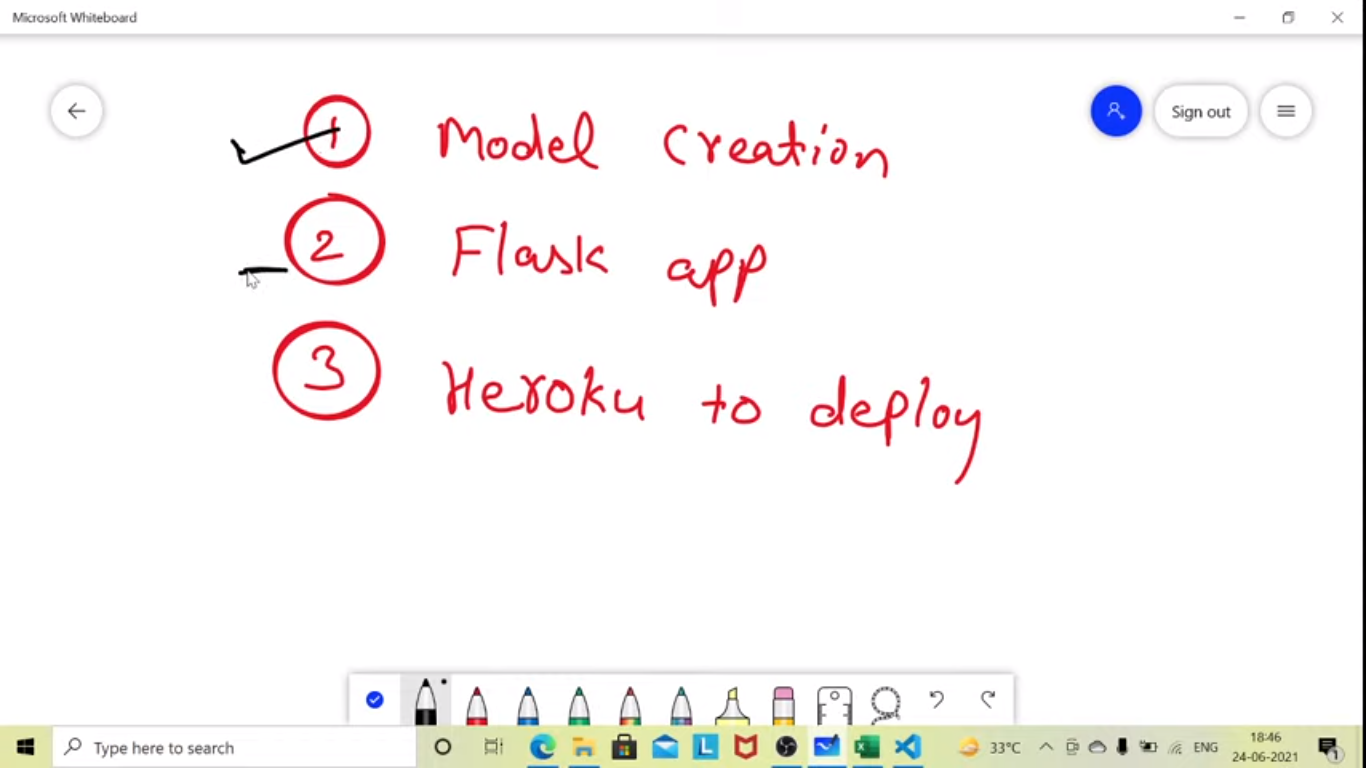 Microsoft Whiteboard
Sign out
1 Model Creation
2 Flask app
3 Heroku to deploy
Type here to search
33°C
ENG
18:46
24-06-2021
1